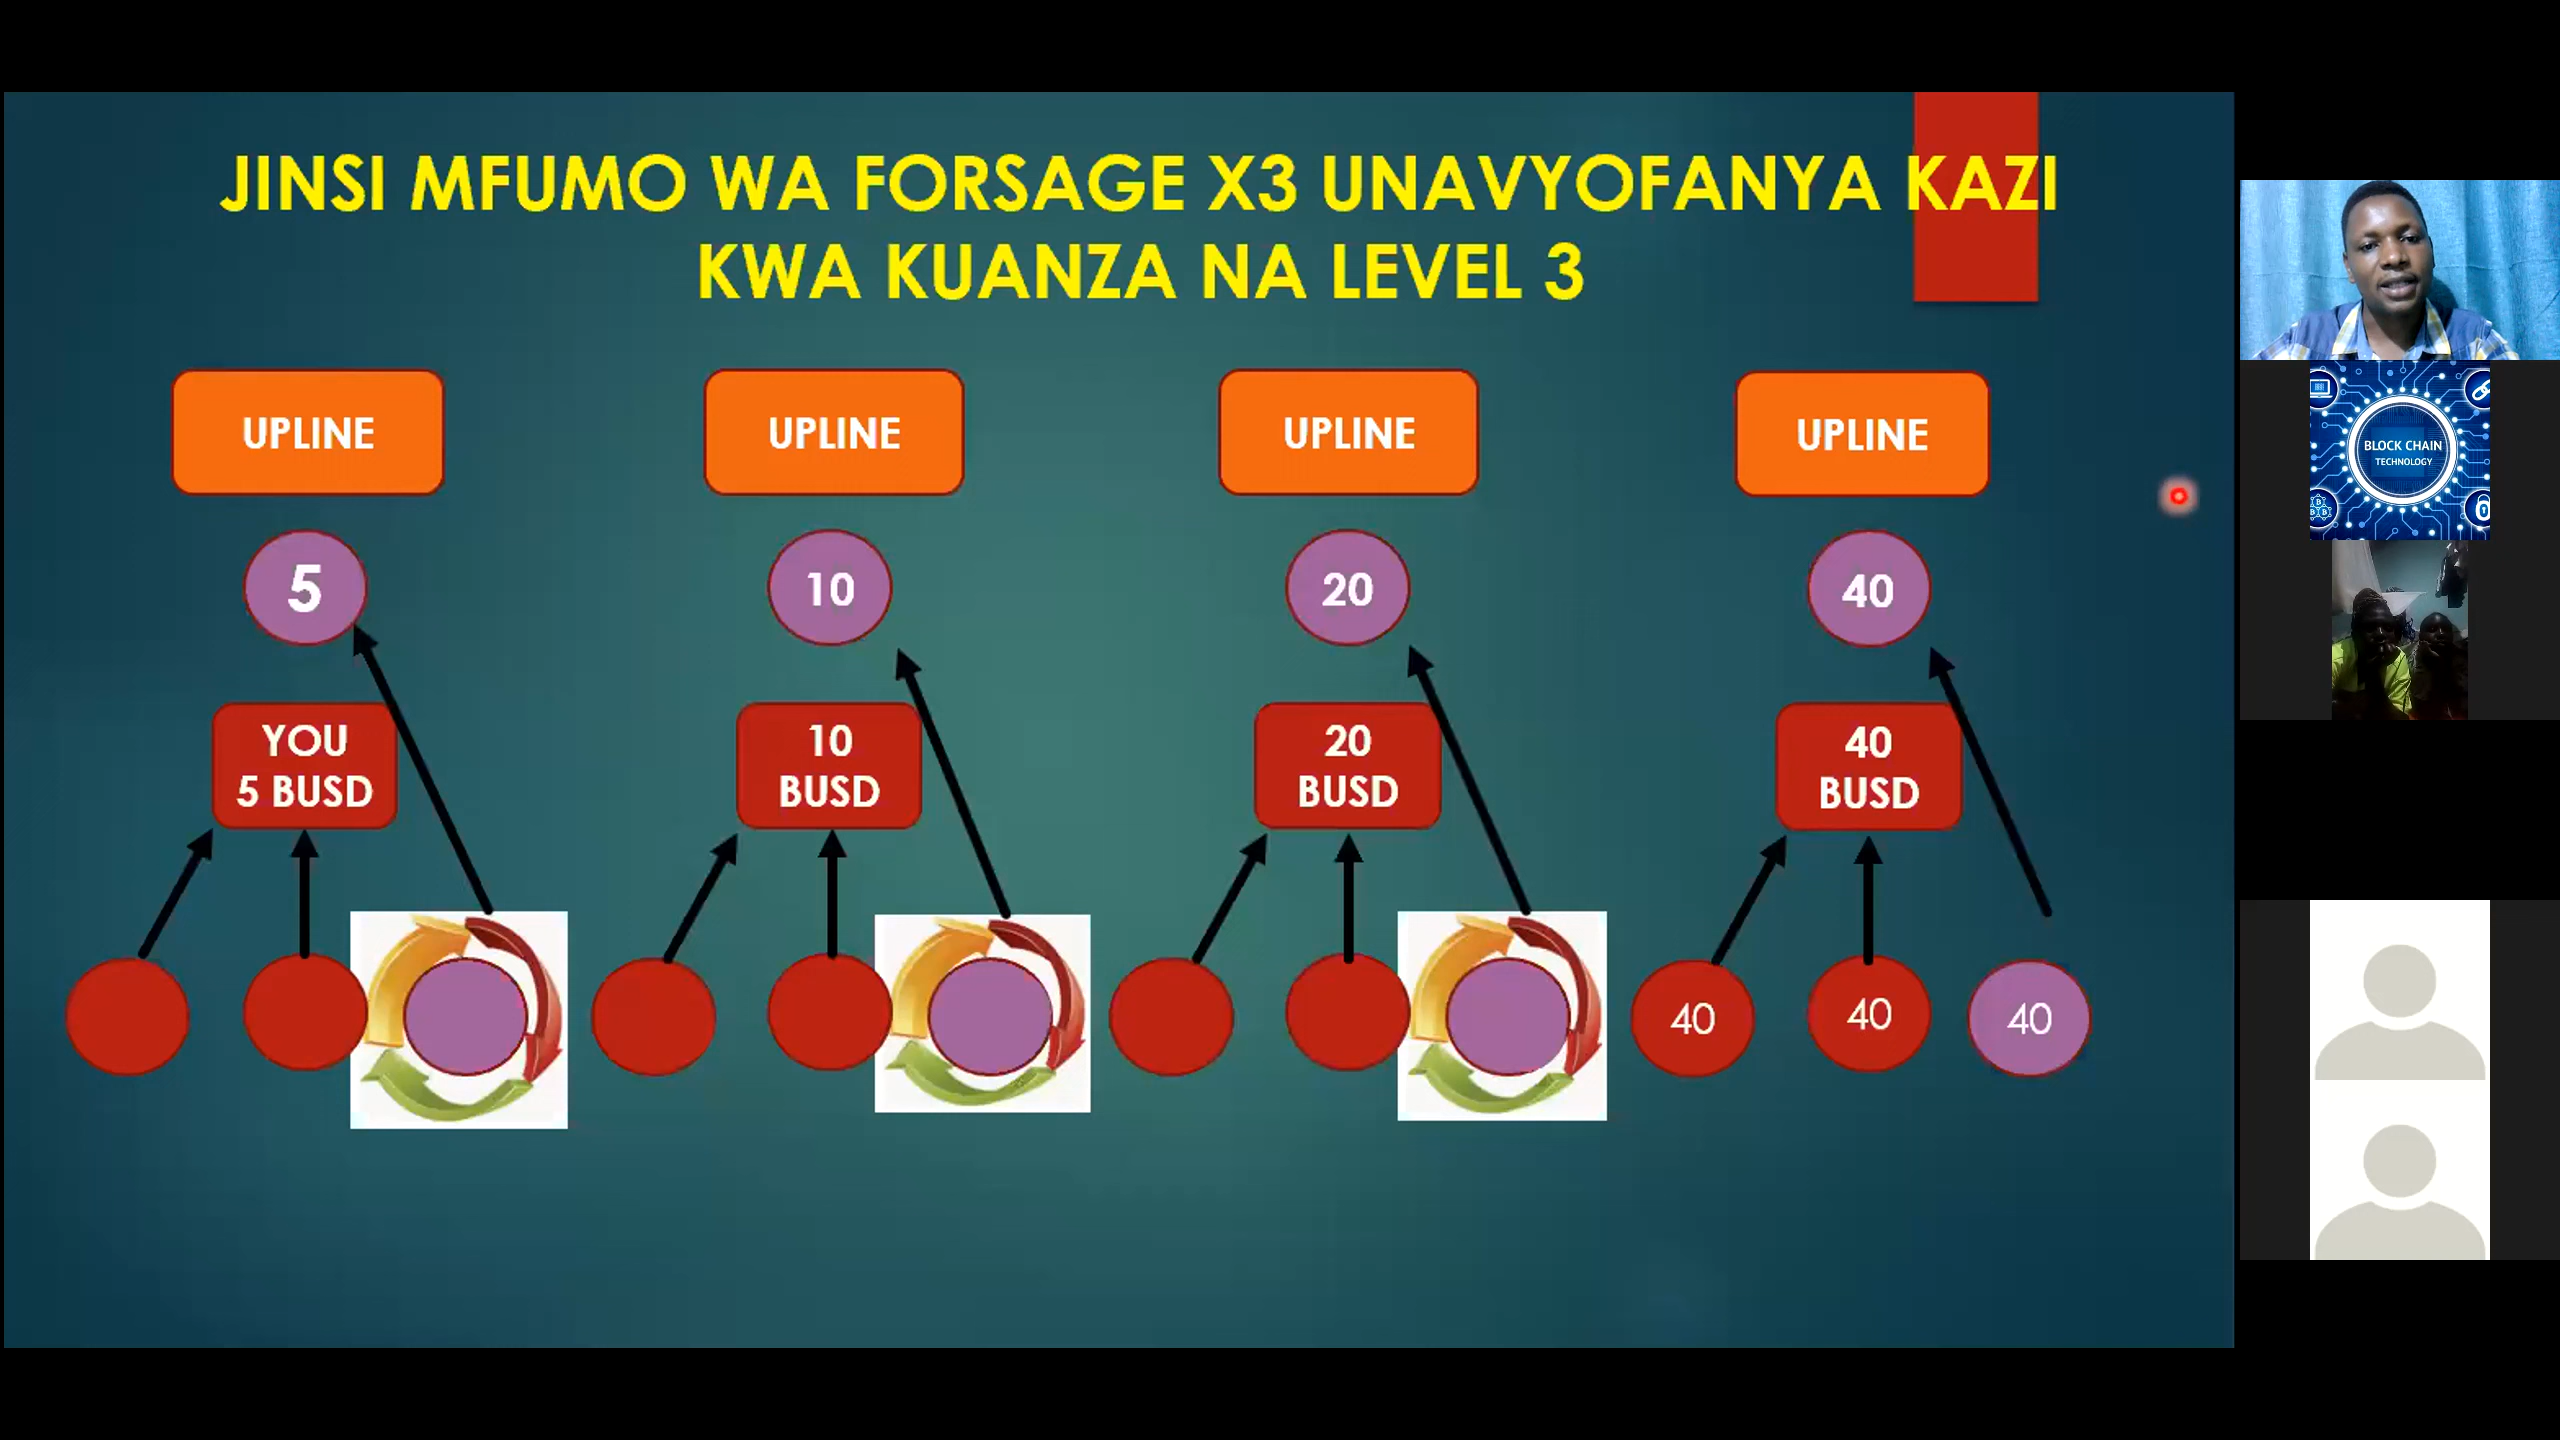 JINSI MFUMO WA FORSAGE X3 UNAVYOFANYA KAZI
KWA KUANZA NA LEVEL 3
UPLINE
UPLINE
UPLINE
UPLINE
5
10
20
40
YOU
5 BUSD
10
BUSD
20
BUSD
40
BUSD
40
40
40
BLOCK CHAIN
TECHNOLOGY